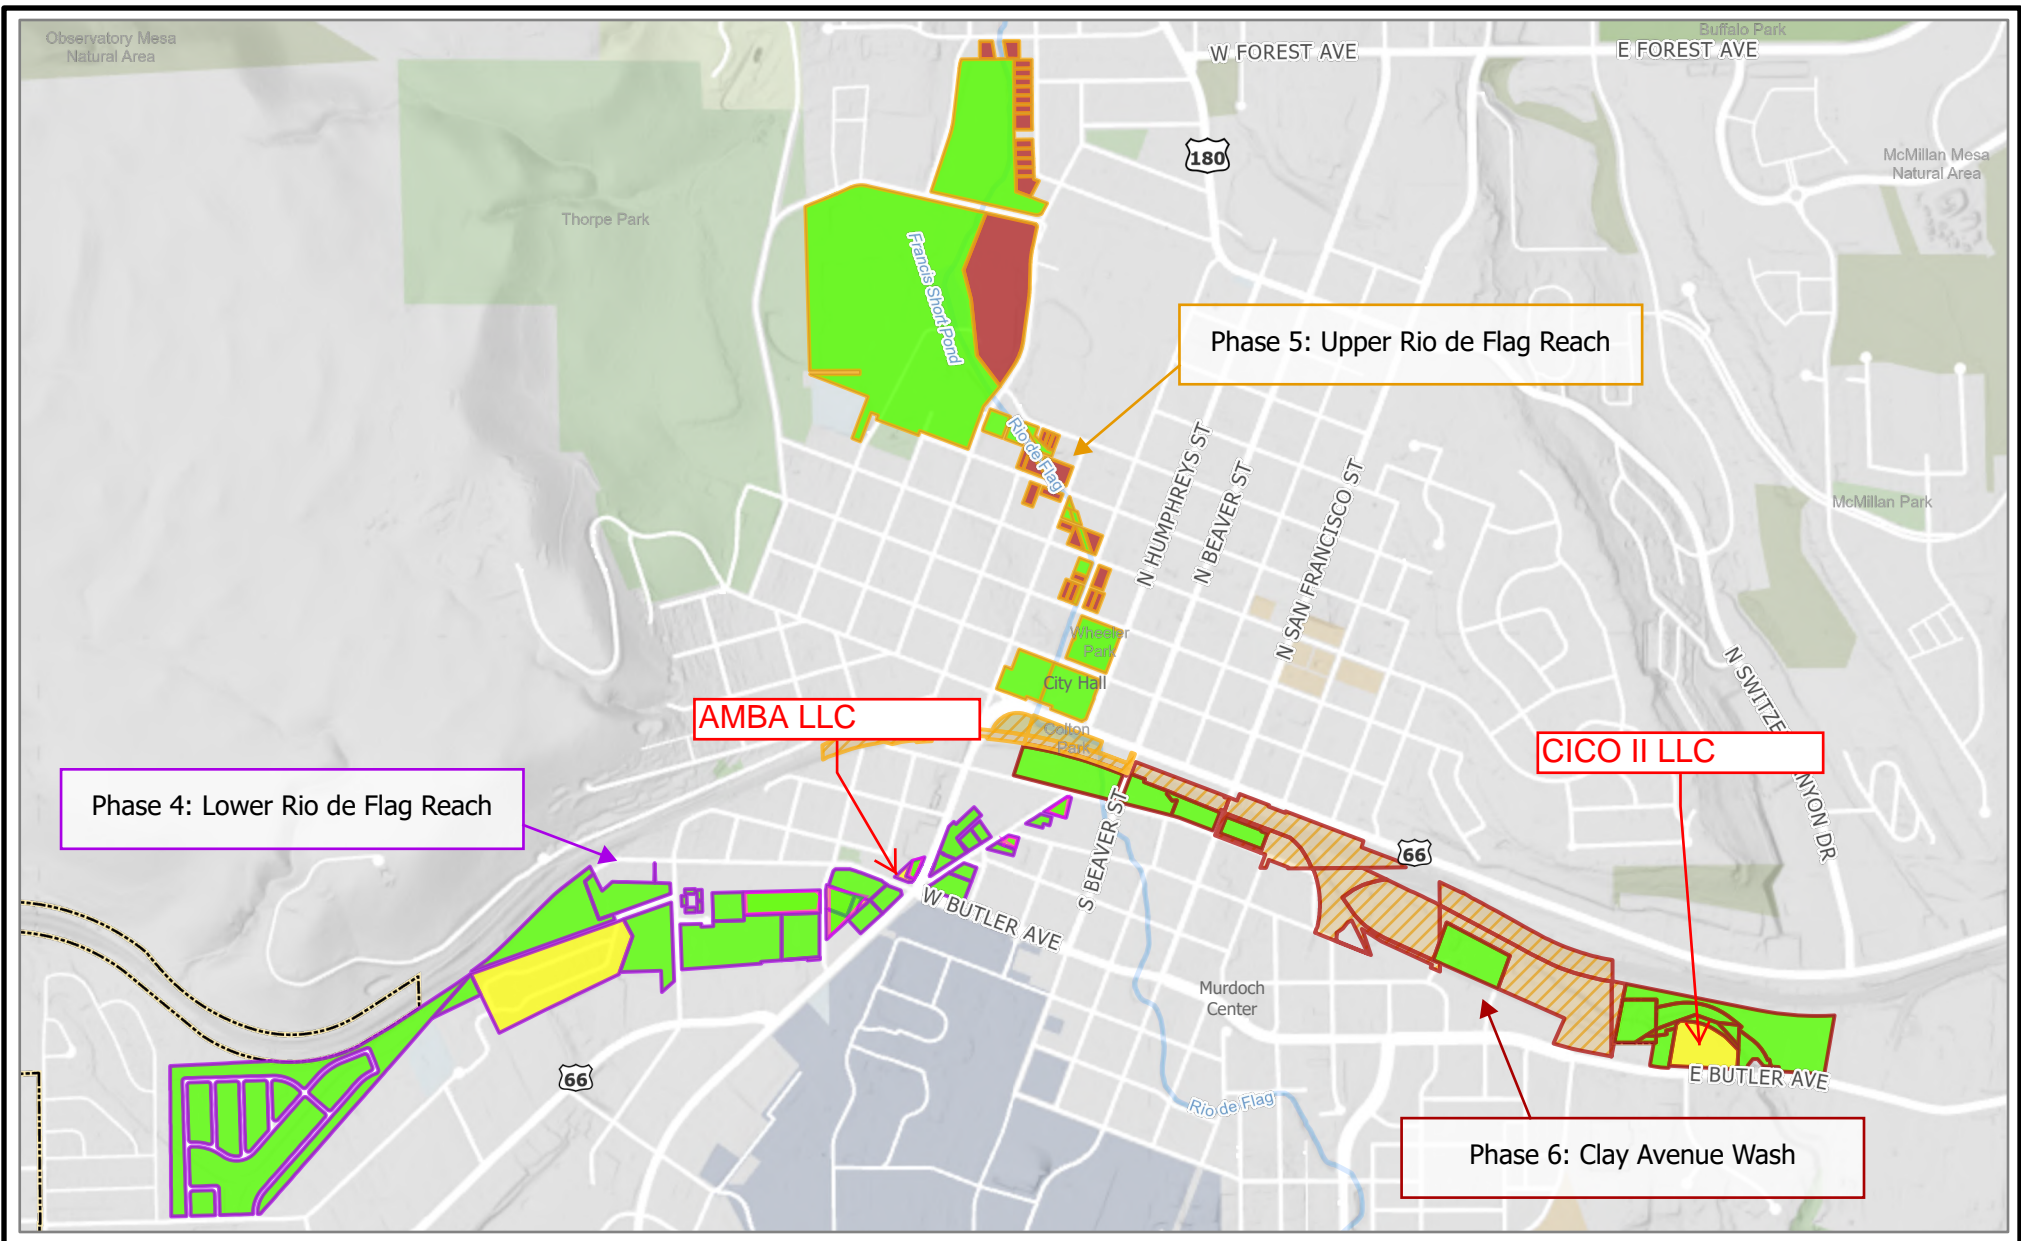 Observatory Mesa
Natural Area
Buffalo Park
W FOREST AVE
E FOREST AVE
180
McMillan Mesa
Natural Area
Thorpe Park
Francis Short Pond
Phase 5: Upper Rio de Flag Reach
Rio de Flag
N HUMPHREYS ST
N BEAVER ST
N SAN FRANCISCO ST
McMillan Park
Wheeler
Park
City Hall
N SWITZE
NYON DR
AMBA LLC
Colton
Park
CICO II LLC
Phase 4: Lower Rio de Flag Reach
S BEAVER ST
66
W BUTLER AVE
Murdoch
Center
66
E BUTLER AVE
Rio de Flag
Phase 6: Clay Avenue Wash